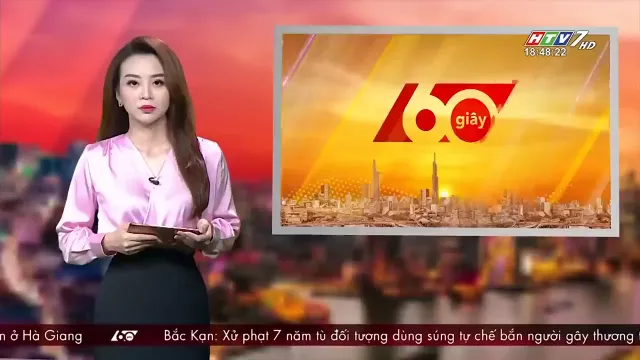 HTV7 HD
18:48:22
60 giây
n ở Hà Giang 60 Bắc Kạn: Xử phạt 7 năm tù đối tượng dùng súng tự chế bắn người gây thương